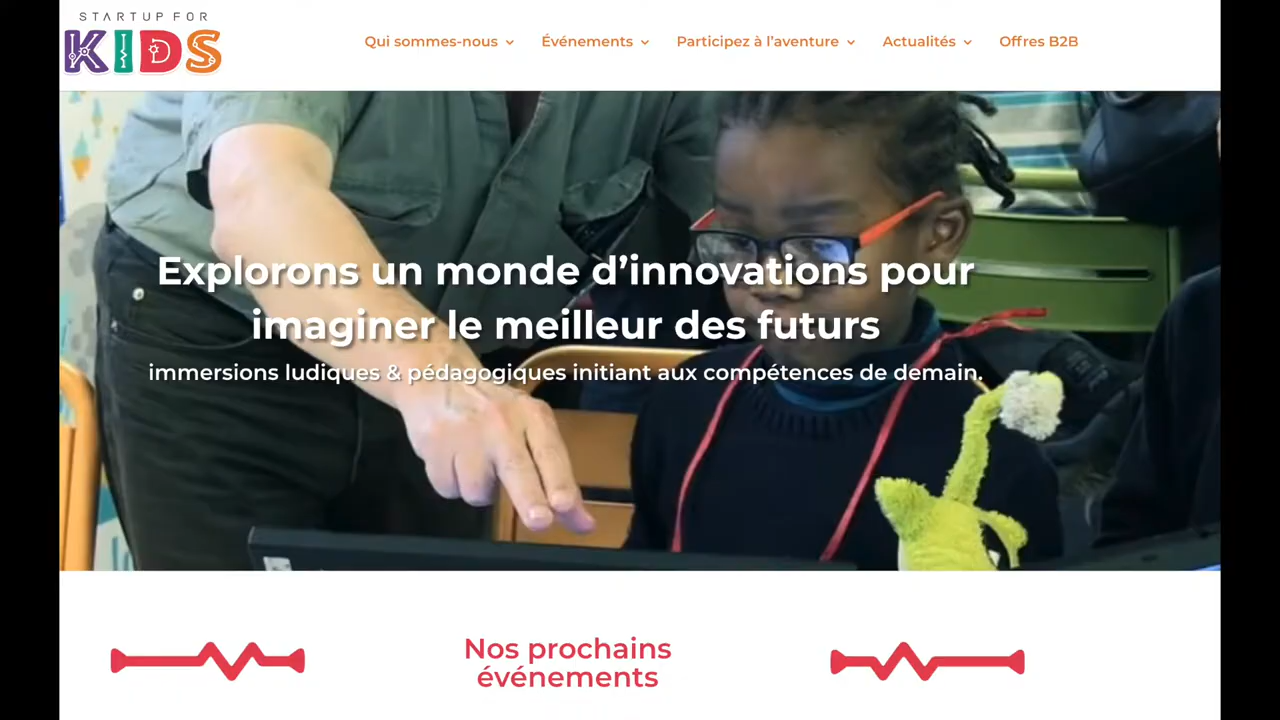 STARTUP FOR
KIDS
Qui sommes-nous
Événements
Participez à l’aventure
Actualités
Offres B2B
Explorons un monde d’innovations pour
imaginer le meilleur des futurs
immersions ludiques & pédagogiques initiant aux compétences de demain.
Nos prochains
événements